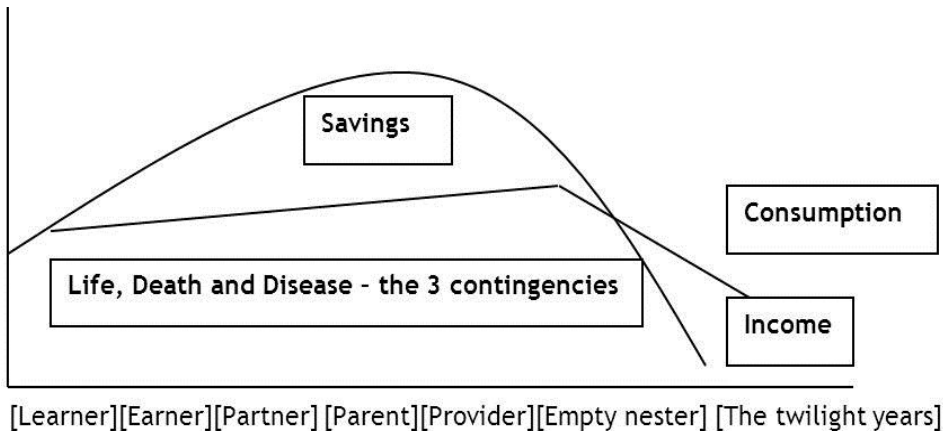 Savings
Consumption
Life, Death and Disease - the 3 contingencies
Income
[Learner][Earner][Partner] [Parent][Provider][Empty nester] [The twilight years]